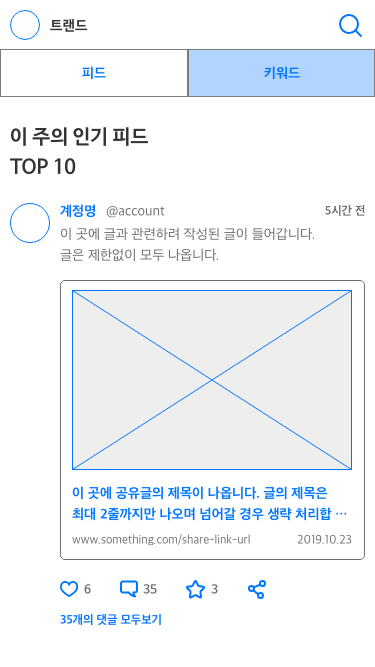 트랜드
피드 키워드
이 주의 인기 피드
TOP 10
계정명 @account 5시간 전
이 곳에 글과 관련하려 작성된 글이 들어갑니다.
글은 제한없이 모두 나옵니다.
이 곳에 공유글의 제목이 나옵니다. 글의 제목은
최대 2줄까지만 나오며 넘어갈 경우 생략 처리합 ⋯
www.something.com/share-link-url 2019.10.23
6 35 3
35개의 댓글 모두보기